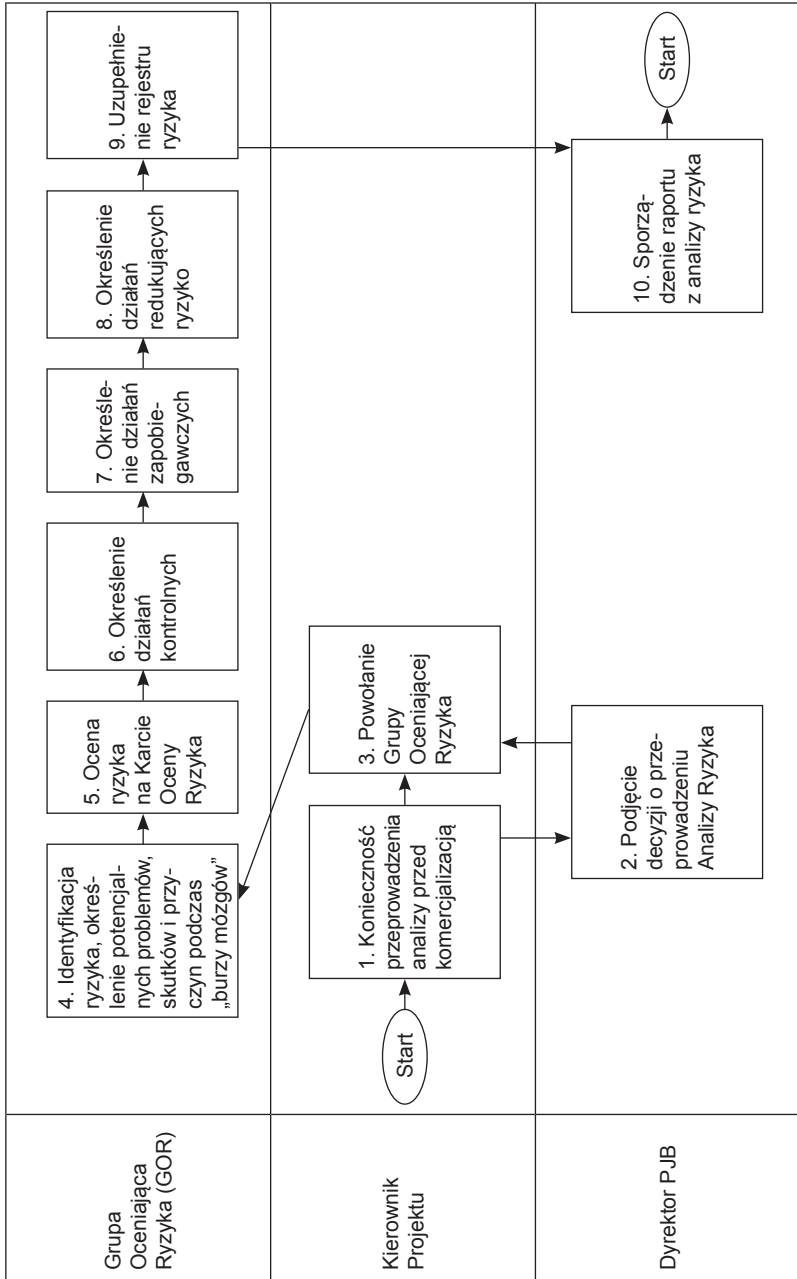 Grupa
Oceniająca
Ryzyka (GOR)
4. Identyfikacja
ryzyka, okreś-
lenie potencjal-
nych problemów,
skutków i przy-
czyn podczas
„burzy mózgów”
5. Ocena
ryzyka
na Karcie
Oceny
Ryzyka
6. Określenie
działań
kontrolnych
7. Określe-
nie działań
zapobie-
gawczych
8. Określenie
działań
redukujących
ryzyko
9. Uzupełnie-
nie rejestru
ryzyka
Kierownik
Projektu
Start
1. Konieczność
przeprowadzenia
analizy przed
komercjalizacją
3. Powołanie
Grupy
Oceniającej
Ryzyka
Dyrektor PJB
2. Podjęcie
decyzji o prze-
prowadzeniu
Analizy Ryzyka
10. Sporzą-
dzenie raportu
z analizy ryzyka
Start